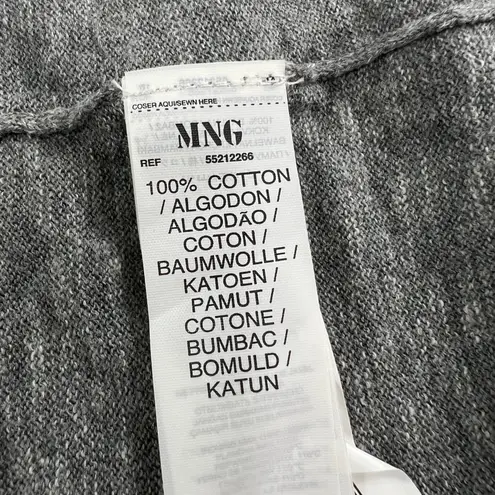 COSER AQUI/SEWN HERE
MNG
REF 55212266
100% COTTON
/ ALGODON /
ALGODÃO /
COTON /
BAUMWOLLE /
KATOEN /
PAMUT /
COTONE /
BUMBAC /
BOMULD /
KATUN